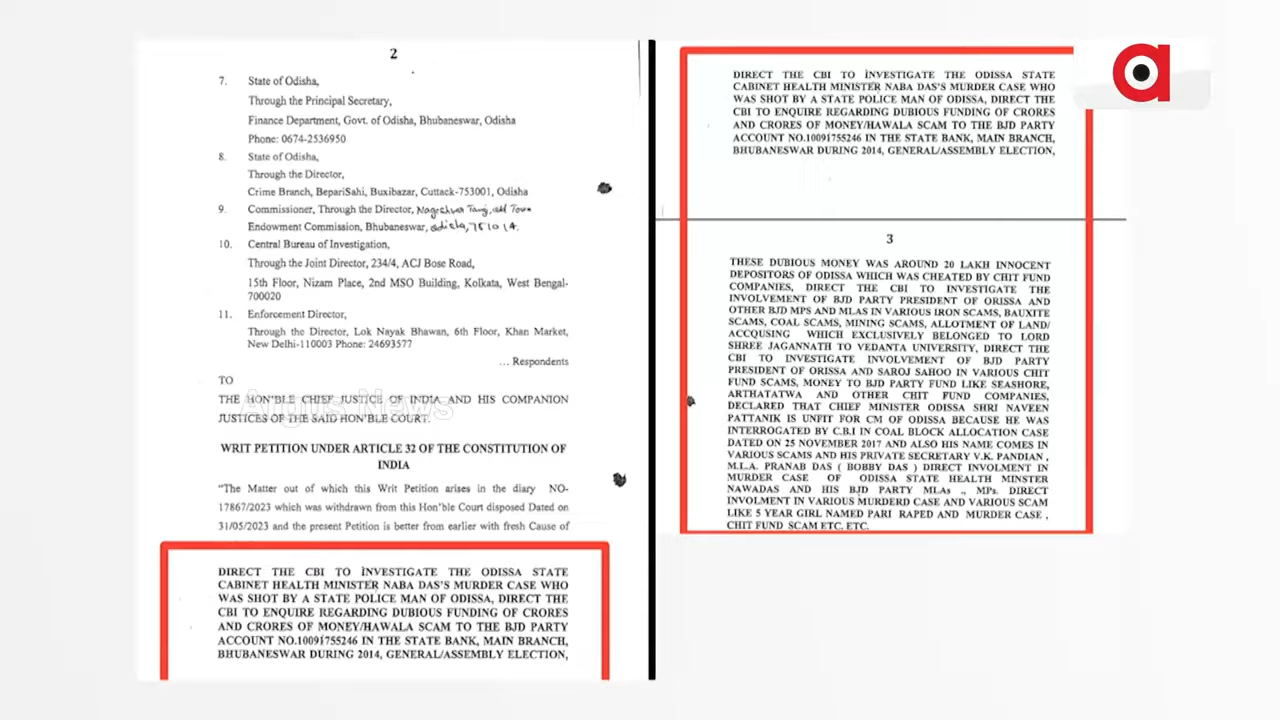 2
7. State of Odisha,
Through the Principal Secretary,
Finance Department, Govt. of Odisha, Bhubaneswar, Odisha
Phone: 0674-2536950
8. State of Odisha,
Through the Director,
Crime Branch, BepariSahi, Buxibazar, Cuttack-753001, Odisha
9. Commissioner, Through the Director, Nageshwar Tangi, old Town
Endowment Commission, Bhubaneswar, odisha, 751014.
10. Central Bureau of Investigation,
Through the Joint Director, 234/4, ACJ Bose Road,
15th Floor, Nizam Place, 2nd MSO Building, Kolkata, West Bengal-
700020
11. Enforcement Director,
Through the Director, Lok Nayak Bhawan, 6th Floor, Khan Market,
New Delhi-110003 Phone: 24693577
... Respondents
TO
THE HON'BLE CHIEF JUSTICE OF INDIA AND HIS COMPANION
JUSTICES OF THE SAID HON'BLE COURT.
Argus News
WRIT PETITION UNDER ARTICLE 32 OF THE CONSTITUTION OF
INDIA
"The Matter out of which this Writ Petition arises in the diary NO-
17867/2023 which was withdrawn from this Hon'ble Court disposed Dated on
31/05/2023 and the present Petition is better from earlier with fresh Cause of
DIRECT THE CBI TO INVESTIGATE THE ODISSA STATE
CABINET HEALTH MINISTER NABA DAS'S MURDER CASE WHO
WAS SHOT BY A STATE POLICE MAN OF ODISSA, DIRECT THE
CBI TO ENQUIRE REGARDING DUBIOUS FUNDING OF CRORES
AND CRORES OF MONEY/HAWALA SCAM TO THE BJD PARTY
ACCOUNT NO.10091755246 IN THE STATE BANK, MAIN BRANCH,
BHUBANESWAR DURING 2014, GENERAL/ASSEMBLY ELECTION,
DIRECT THE CBI TO INVESTIGATE THE ODISSA STATE
CABINET HEALTH MINISTER NABA DAS'S MURDER CASE WHO
WAS SHOT BY A STATE POLICE MAN OF ODISSA, DIRECT THE
CBI TO ENQUIRE REGARDING DUBIOUS FUNDING OF CRORES
AND CRORES OF MONEY/HAWALA SCAM TO THE BJD PARTY
ACCOUNT NO.10091755246 IN THE STATE BANK, MAIN BRANCH,
BHUBANESWAR DURING 2014, GENERAL/ASSEMBLY ELECTION,
a
3
THESE DUBIOUS MONEY WAS AROUND 20 LAKH INNOCENT
DEPOSITORS OF ODISSA WHICH WAS CHEATED BY CHIT FUND
COMPANIES, DIRECT THE CBI TO INVESTIGATE THE
INVOLVEMENT OF BJD PARTY PRESIDENT OF ORISSA AND
OTHER BJD MPS AND MLAS IN VARIOUS IRON SCAMS, BAUXITE
SCAMS, COAL SCAMS, MINING SCAMS, ALLOTMENT OF LAND/
ACCQUSING WHICH EXCLUSIVELY BELONGED TO LORD
SHREE JAGANNATH TO VEDANTA UNIVERSITY, DIRECT THE
CBI TO INVESTIGATE INVOLVEMENT OF BJD PARTY
PRESIDENT OF ORISSA AND SAROJ SAHOO IN VARIOUS CHIT
FUND SCAMS, MONEY TO BJD PARTY FUND LIKE SEASHORE,
ARTHATATWA AND OTHER CHIT FUND COMPANIES,
DECLARED THAT CHIEF MINISTER ODISSA SHRI NAVEEN
PATTANIK IS UNFIT FOR CM OF ODISSA BECAUSE HE WAS
INTERROGATED BY C.B.I IN COAL BLOCK ALLOCATION CASE
DATED ON 25 NOVEMBER 2017 AND ALSO HIS NAME COMES IN
VARIOUS SCAMS AND HIS PRIVATE SECRETARY V.K. PANDIAN ,
M.L.A. PRANAB DAS ( BOBBY DAS ) DIRECT INVOLMENT IN
MURDER CASE OF ODISSA STATE HEALTH MINSTER
NAWADAS AND HIS BJD PARTY MLAs ., MPs. DIRECT
INVOLMENT IN VARIOUS MURDERD CASE AND VARIOUS SCAM
LIKE 5 YEAR GIRL NAMED PARI RAPED AND MURDER CASE ,
CHIT FUND SCAM ETC. ETC.